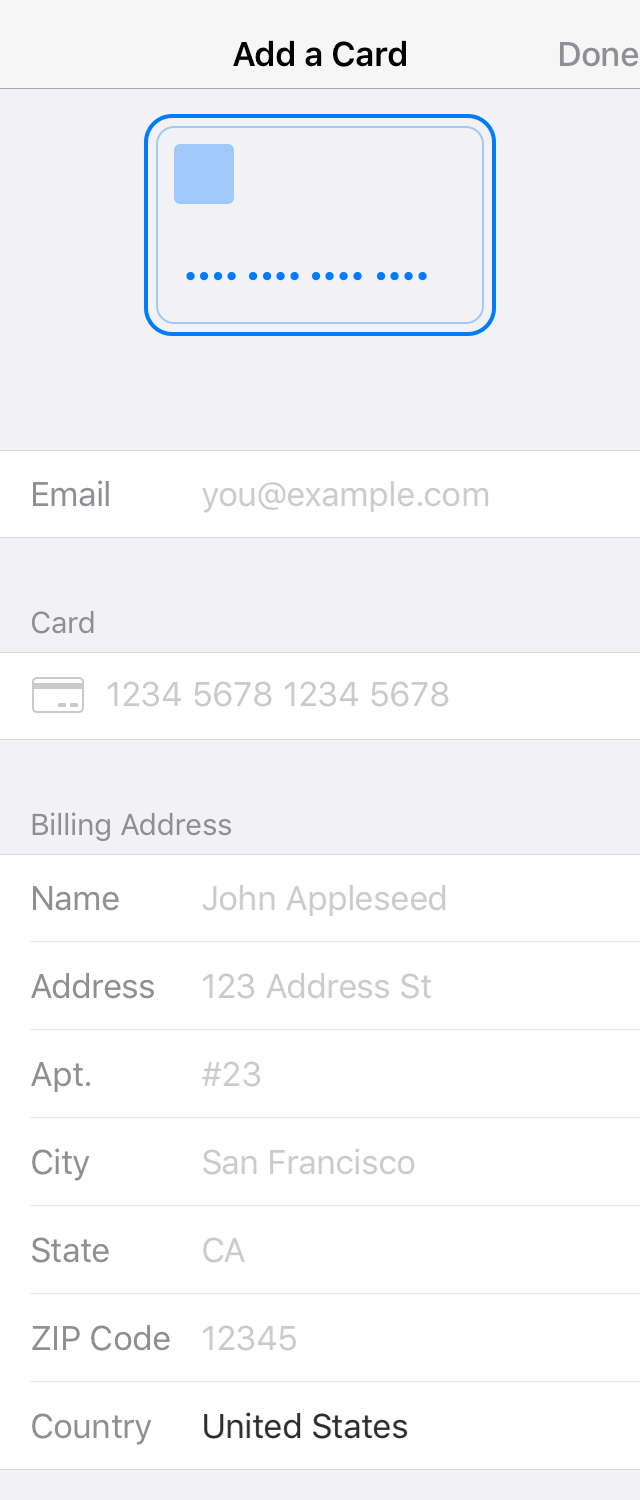 Add a Card Done
•••• •••• •••• ••••
Email you@example.com
Card
1234 5678 1234 5678
Billing Address
Name John Appleseed
Address 123 Address St
Apt. #23
City San Francisco
State CA
ZIP Code 12345
Country United States